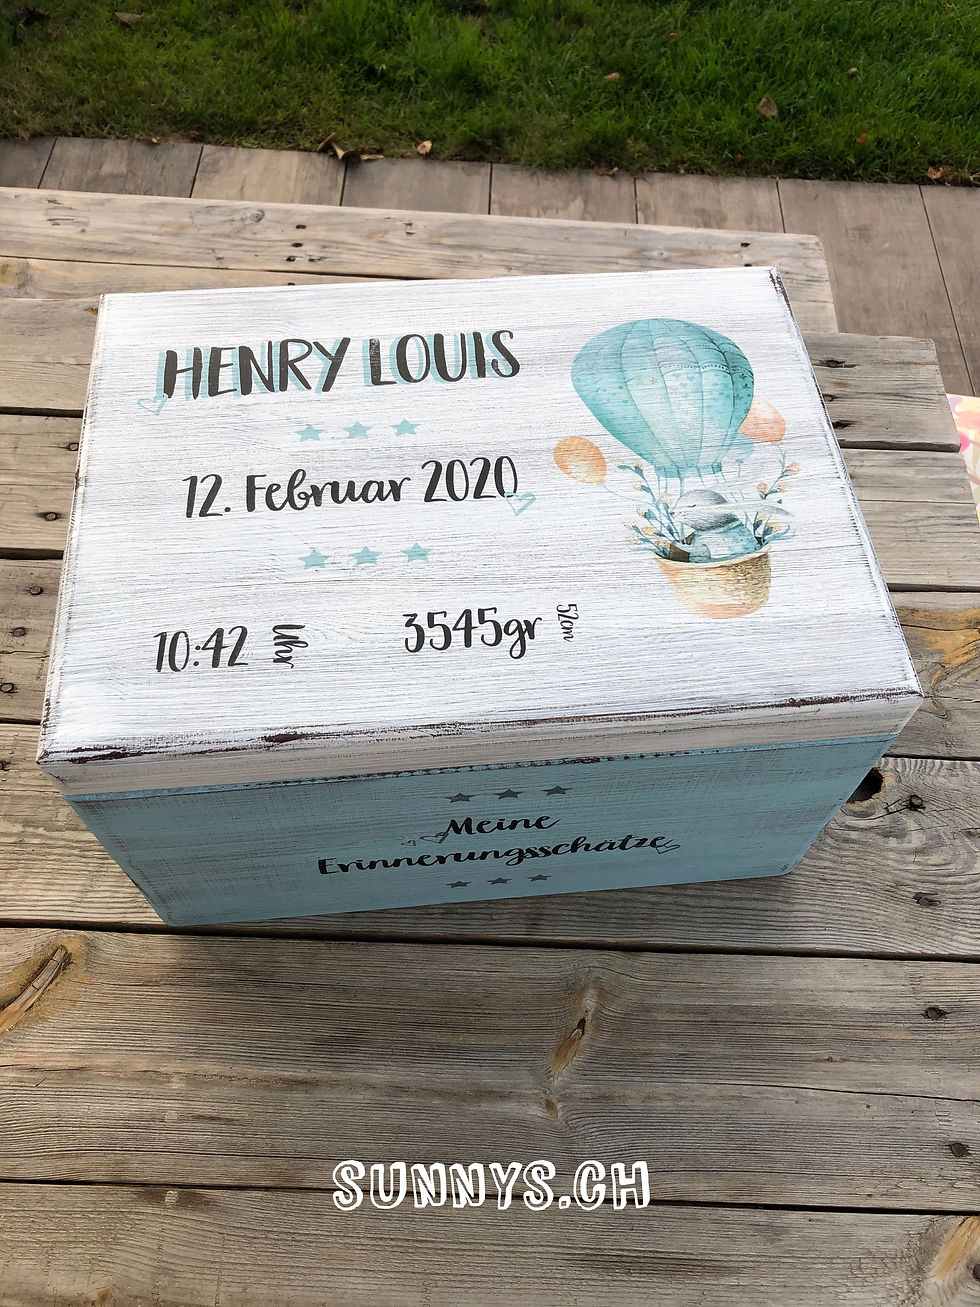 HENRY LOUIS
12. Februar 2020
10:42 Uhr
3545gr 52cm
Meine
Erinnerungsschätze
SUNNYS.CH